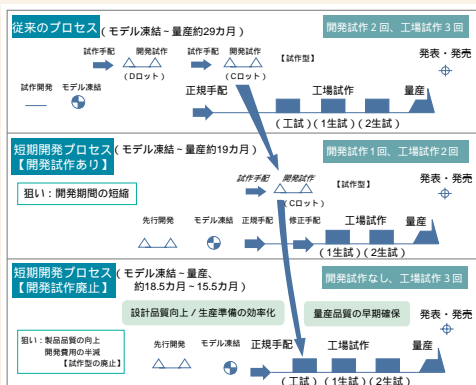 従来のプロセス(モデル凍結~量産約29カ月)
開発試作2回、工場試作3回
試作手配 開発試作 試作手配 開発試作 【試作型】
発表・発売
(Dロット) (Cロット)
試作開発 モデル凍結
正規手配 工場試作 量産
(工試)(1生試)(2生試)
短期開発プロセス(モデル凍結~量産約19カ月)
【開発試作あり】
開発試作1回、工場試作2回
試作手配 開発試作 【試作型】
発表・発売
狙い:開発期間の短縮
(Cロット)
先行開発 モデル凍結 正規手配 修正手配 工場試作 量産
(1生試)(2生試)
短期開発プロセス(モデル凍結~量産、
【開発試作廃止】 約18.5カ月~15.5カ月)
開発試作なし、工場試作3回
設計品質向上/生産準備の効率化 量産品質の早期確保
発表・発売
狙い:製品品質の向上
開発費用の半減
【試作型の廃止】
先行開発 モデル凍結 正規手配 工場試作 量産
(工試)(1生試)(2生試)